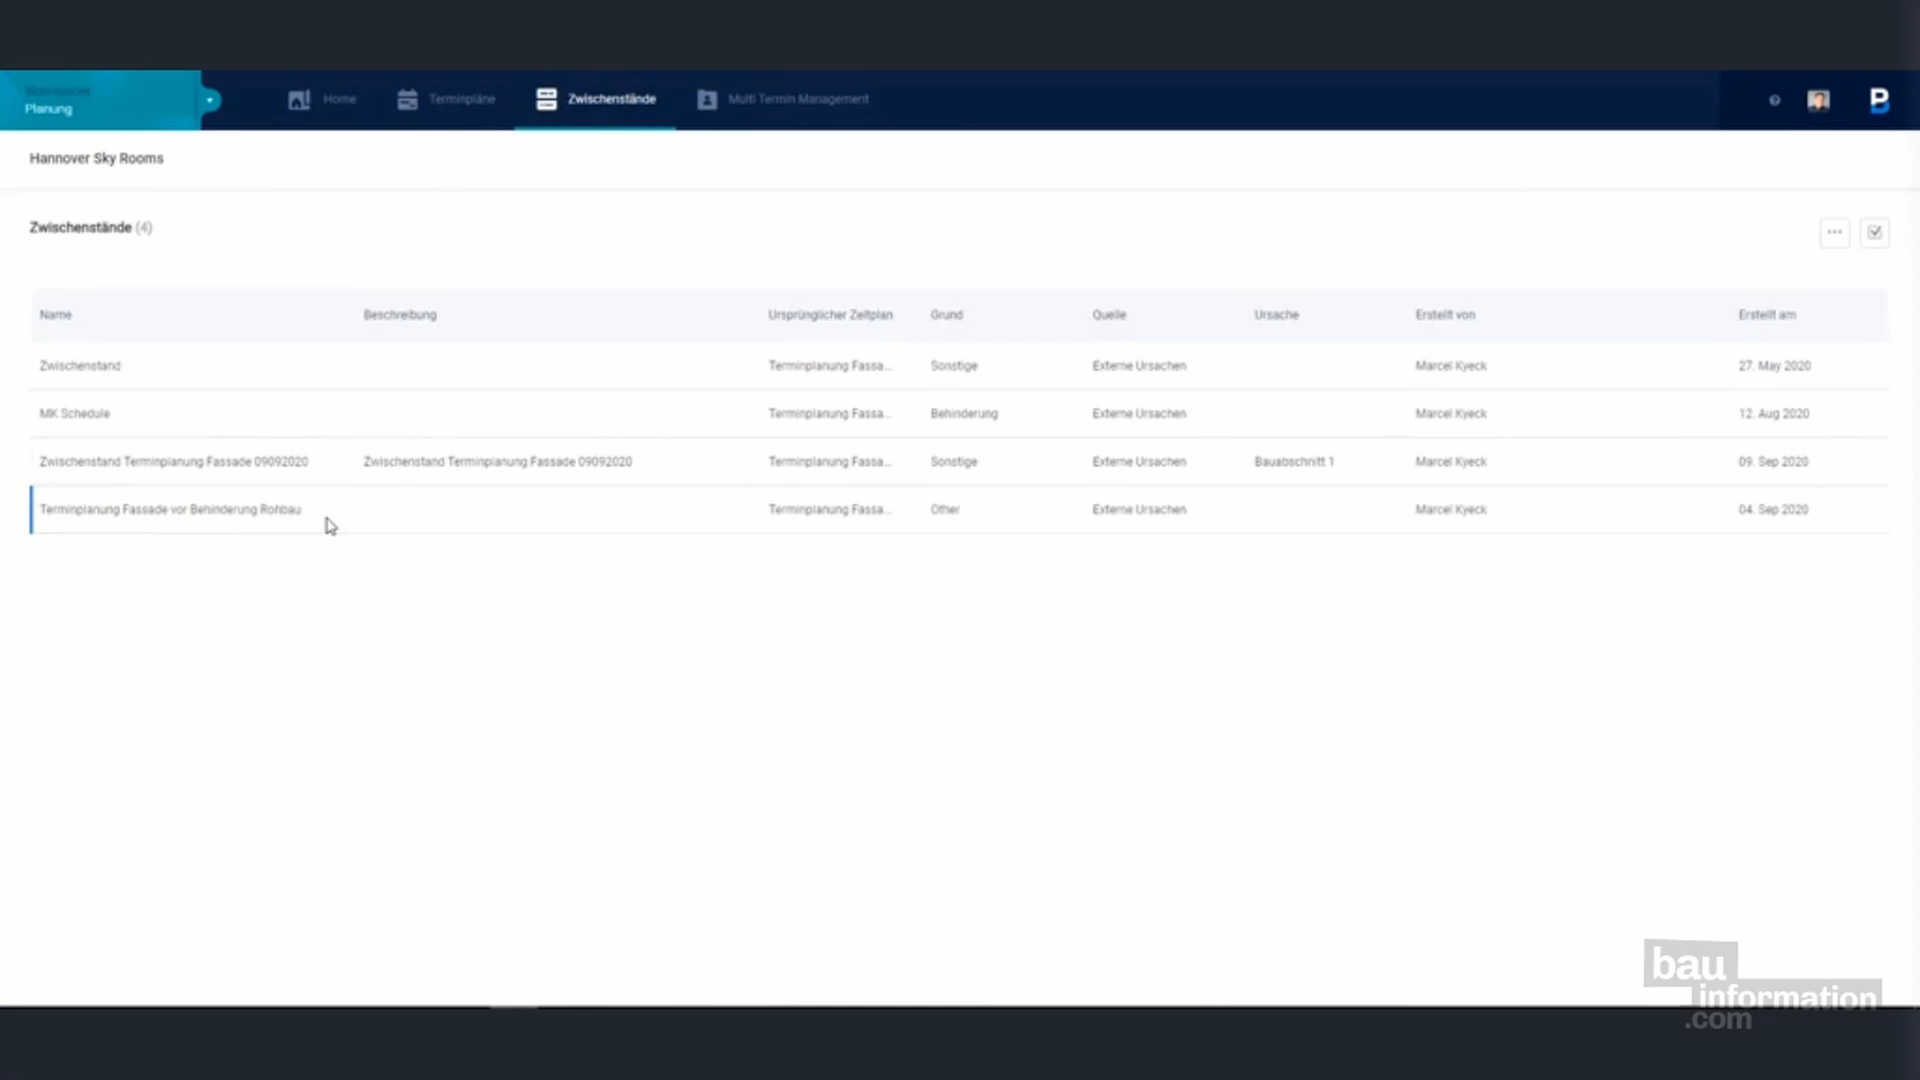 Workspaces
Planung
Home
Terminpläne
Zwischenstände
Multi Termin Management
Hannover Sky Rooms
Zwischenstände (4)
Name Beschreibung Ursprünglicher Zeitplan Grund Quelle Ursache Erstellt von Erstellt am
Zwischenstand Terminplanung Fassa... Sonstige Externe Ursachen Marcel Kyeck 27. May 2020
MK Schedule Terminplanung Fassa... Behinderung Externe Ursachen Marcel Kyeck 12. Aug 2020
Zwischenstand Terminplanung Fassade 09092020 Zwischenstand Terminplanung Fassade 09092020 Terminplanung Fassa... Sonstige Externe Ursachen Bauabschnitt 1 Marcel Kyeck 09. Sep 2020
Terminplanung Fassade vor Behinderung Rohbau Terminplanung Fassa... Other Externe Ursachen Marcel Kyeck 04. Sep 2020
bau
information
.com